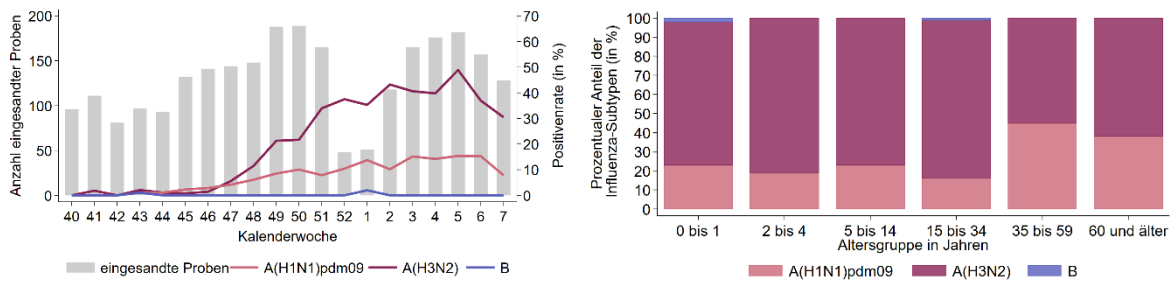 Anzahl eingesandter Proben
200
150
100
50
0
70
60
50
40
30
20
10
0
Positivenrate (in %)
40 41 42 43 44 45 46 47 48 49 50 51 52 1 2 3 4 5 6 7
Kalenderwoche
eingesandte Proben A(H1N1)pdm09 A(H3N2) B
Prozentualer Anteil der
Influenza-Subtypen (in %)
100
90
80
70
60
50
40
30
20
10
0
0 bis 1 2 bis 4 5 bis 14 15 bis 34 35 bis 59 60 und älter
Altersgruppe in Jahren
A(H1N1)pdm09 A(H3N2) B